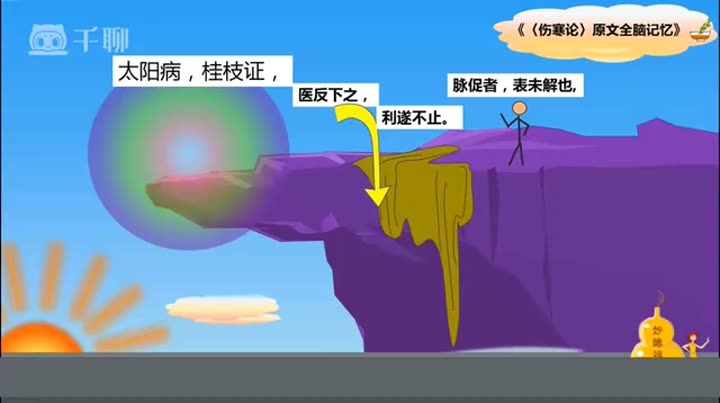 千聊
《〈伤寒论〉原文全脑记忆》
太阳病，桂枝证，
医反下之，
利遂不止。
脉促者，表未解也,